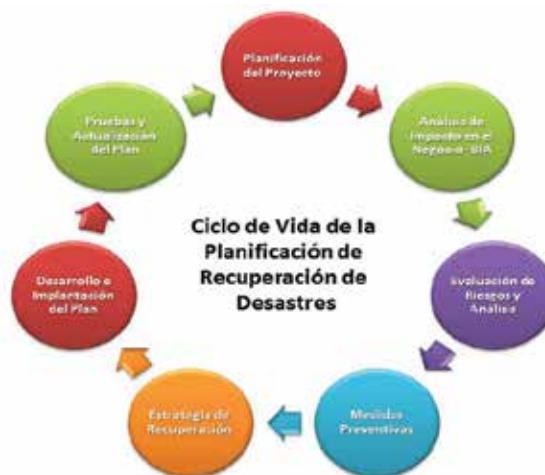 Planificación
del Proyecto
Análisis de
Impacto en el
Negocio- BIA
Evaluación de
Riesgos y
Análisis
Medidas
Preventivas
Estrategia de
Recuperación
Desarrollo e
Implantación
del Plan
Pruebas y
Actualización
del Plan
Ciclo de Vida de la
Planificación de
Recuperación de
Desastres